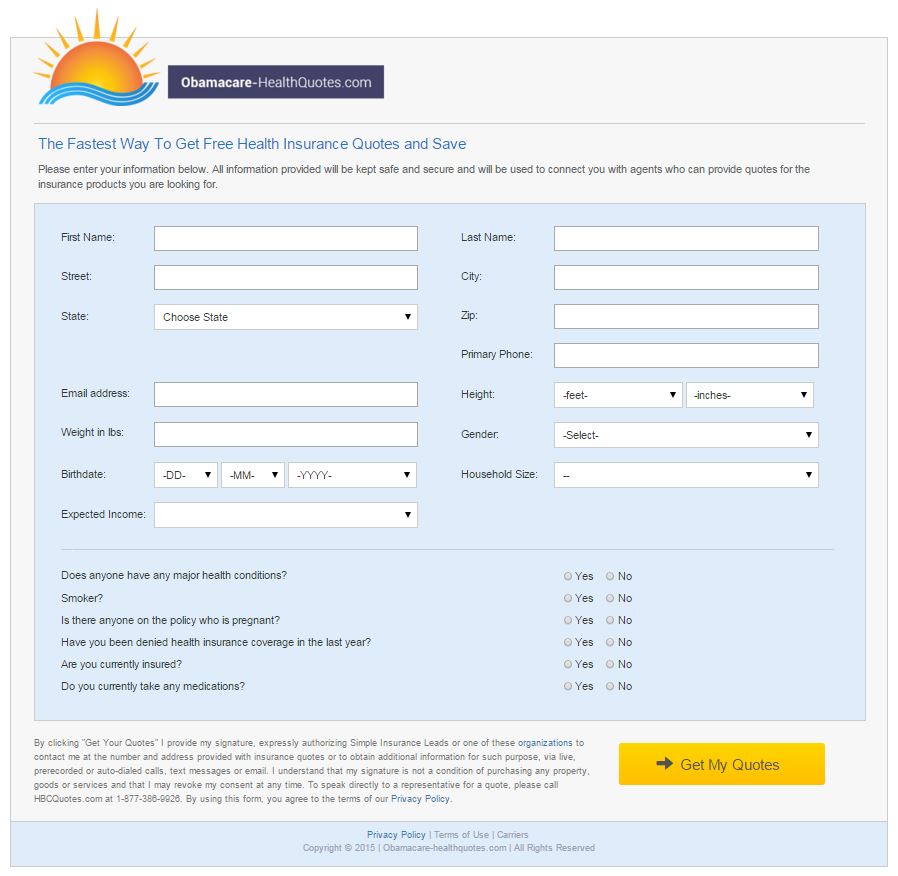 Obamacare-HealthQuotes.com
The Fastest Way To Get Free Health Insurance Quotes and Save
Please enter your information below. All information provided will be kept safe and secure and will be used to connect you with agents who can provide quotes for the
insurance products you are looking for.
First Name:
Last Name:
Street:
City:
State: Choose State
Zip:
Primary Phone:
Email address:
Height: -feet- -inches-
Weight in lbs:
Gender: -Select-
Birthdate: -DD- -MM- -YYYY-
Household Size: --
Expected Income:
Does anyone have any major health conditions? Yes No
Smoker? Yes No
Is there anyone on the policy who is pregnant? Yes No
Have you been denied health insurance coverage in the last year? Yes No
Are you currently insured? Yes No
Do you currently take any medications? Yes No
By clicking "Get Your Quotes" I provide my signature, expressly authorizing Simple Insurance Leads or one of these organizations to
contact me at the number and address provided with insurance quotes or to obtain additional information for such purpose, via live,
prerecorded or auto-dialed calls, text messages or email. I understand that my signature is not a condition of purchasing any property,
goods or services and that I may revoke my consent at any time. To speak directly to a representative for a quote, please call
HBCQuotes.com at 1-877-386-9926. By using this form, you agree to the terms of our Privacy Policy.
Get My Quotes
Privacy Policy | Terms of Use | Carriers
Copyright © 2015 | Obamacare-healthquotes.com | All Rights Reserved